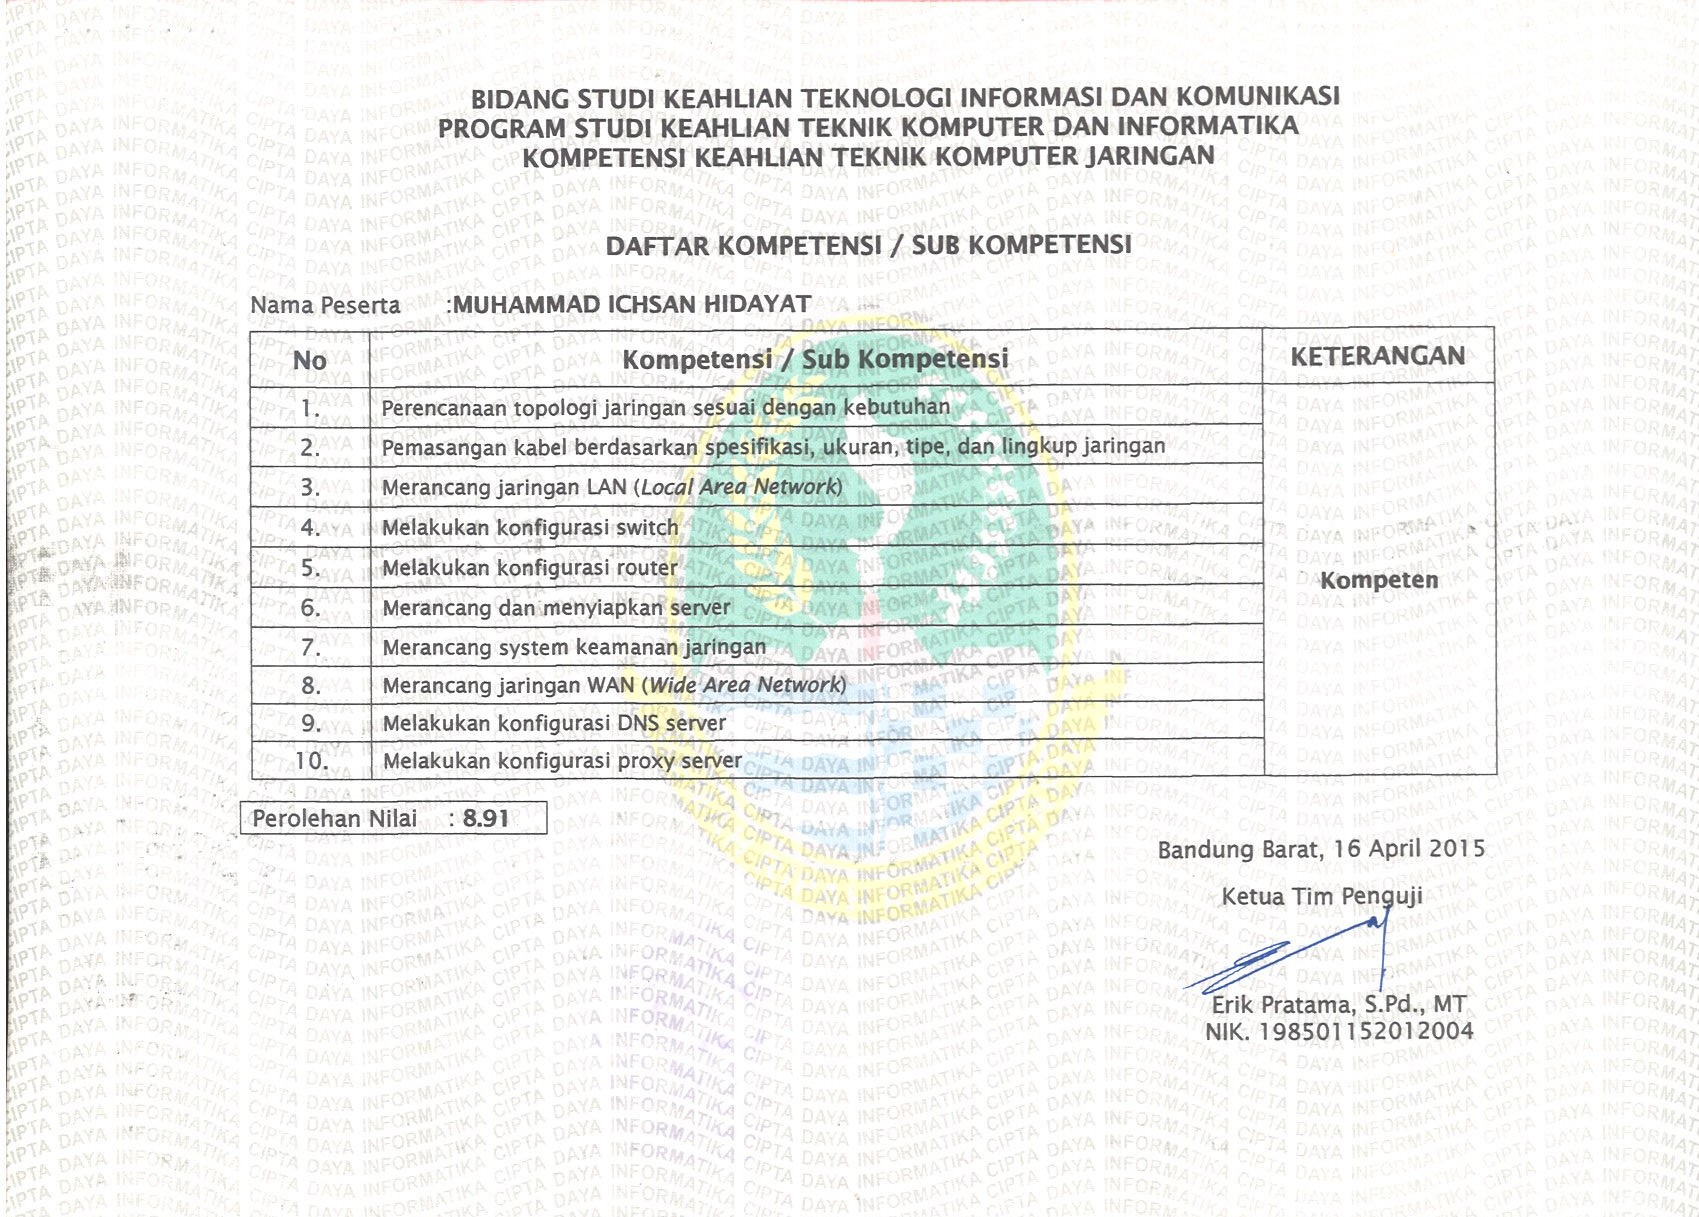 BIDANG STUDI KEAHLIAN TEKNOLOGI INFORMASI DAN KOMUNIKASI
PROGRAM STUDI KEAHLIAN TEKNIK KOMPUTER DAN INFORMATIKA
KOMPETENSI KEAHLIAN TEKNIK KOMPUTER JARINGAN
DAFTAR KOMPETENSI / SUB KOMPETENSI
Nama Peserta :MUHAMMAD ICHSAN HIDAYAT
No Kompetensi / Sub Kompetensi KETERANGAN
1. Perencanaan topologi jaringan sesuai dengan kebutuhan
2. Pemasangan kabel berdasarkan spesifikasi, ukuran, tipe, dan lingkup jaringan
3. Merancang jaringan LAN (Local Area Network)
4. Melakukan konfigurasi switch
5. Melakukan konfigurasi router
6. Merancang dan menyiapkan server
7. Merancang system keamanan jaringan
8. Merancang jaringan WAN (Wide Area Network)
9. Melakukan konfigurasi DNS server
10. Melakukan konfigurasi proxy server
Kompeten
Perolehan Nilai : 8.91
Bandung Barat, 16 April 2015
Ketua Tim Penguji
Erik Pratama, S.Pd., MT
NIK. 198501152012004